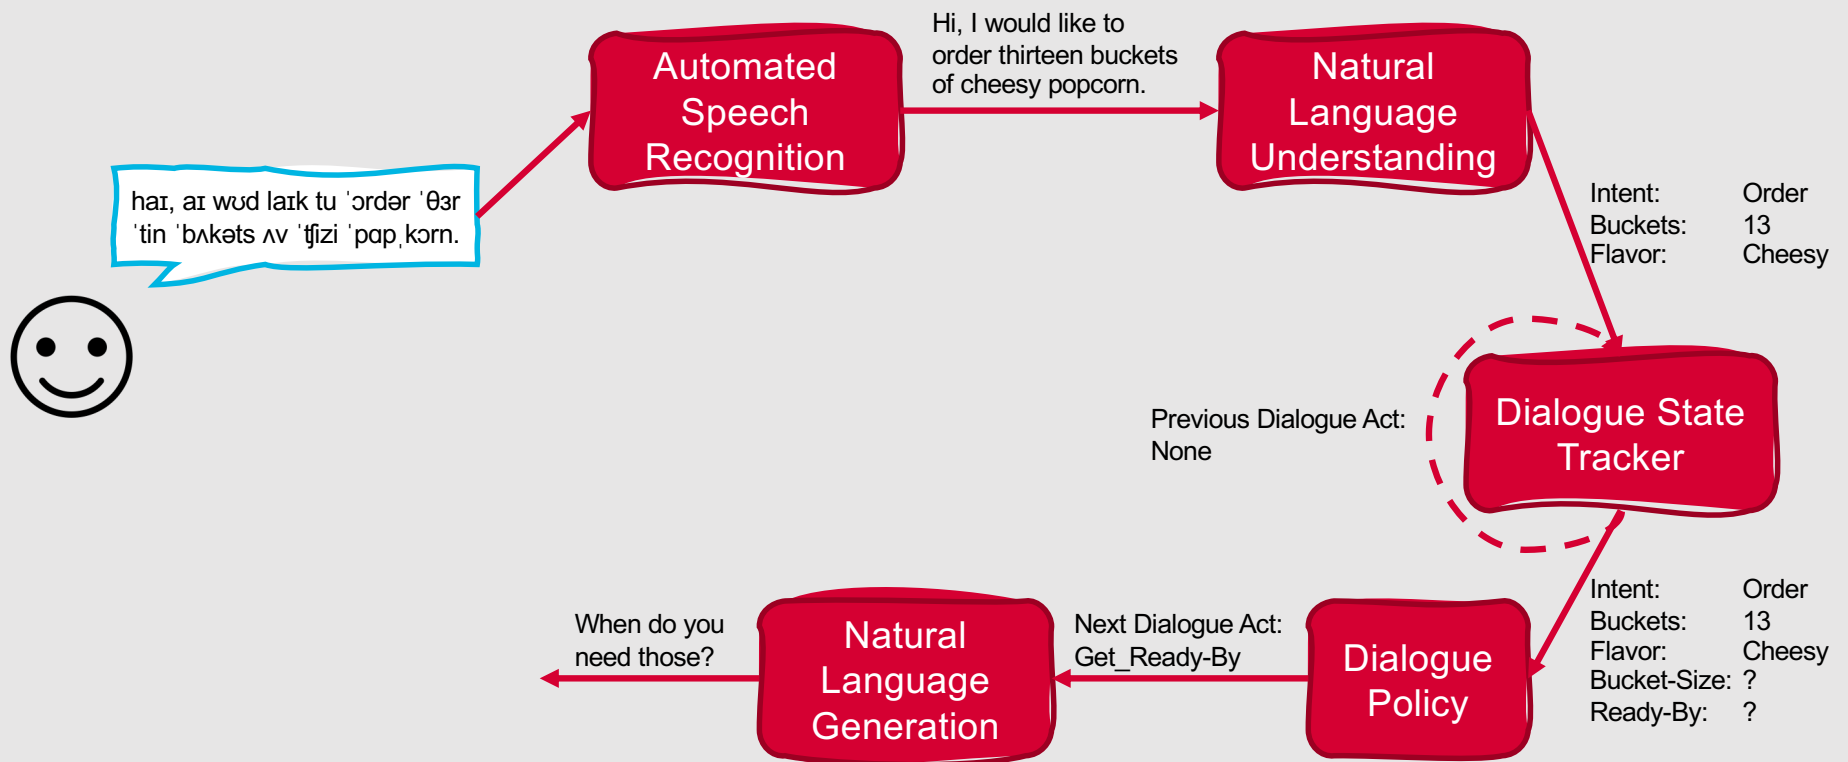 haɪ, aɪ wʊd laɪk tu ˈɔrdər ˈθɜr
ˈtin ˈbʌkəts ʌv ˈʧizi ˈpɑpˌkɔrn.
Automated
Speech
Recognition
Hi, I would like to
order thirteen buckets
of cheesy popcorn.
Natural
Language
Understanding
Intent: Order
Buckets: 13
Flavor: Cheesy
Previous Dialogue Act:
None
Dialogue State
Tracker
Intent: Order
Buckets: 13
Flavor: Cheesy
Bucket-Size: ?
Ready-By: ?
Dialogue
Policy
Next Dialogue Act:
Get_Ready-By
Natural
Language
Generation
When do you
need those?